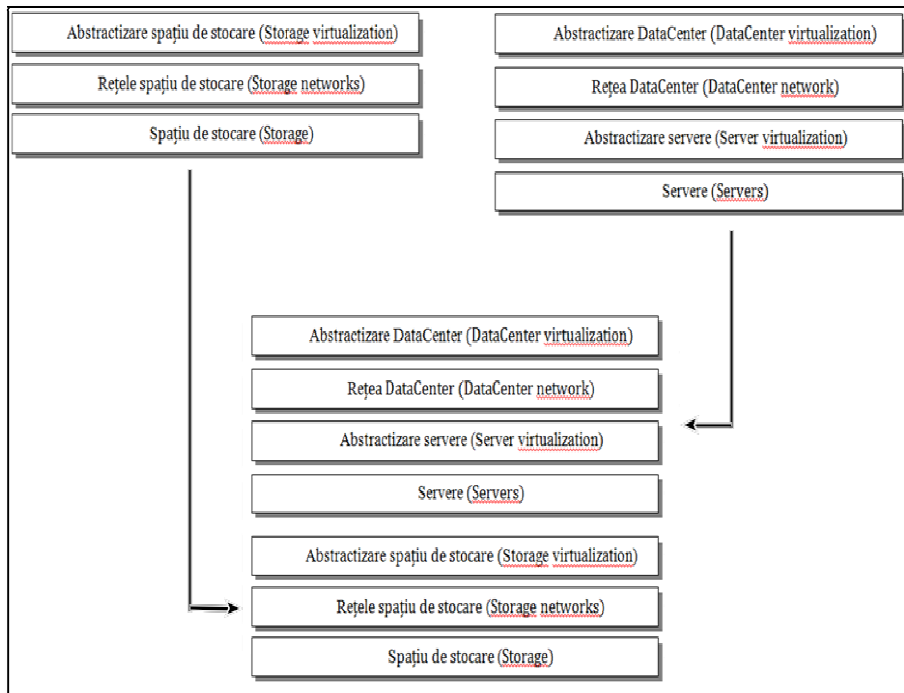 Abstractizare spațiu de stocare (Storage virtualization)
Rețele spațiu de stocare (Storage networks)
Spațiu de stocare (Storage)
Abstractizare DataCenter (DataCenter virtualization)
Rețea DataCenter (DataCenter network)
Abstractizare servere (Server virtualization)
Servere (Servers)
Abstractizare DataCenter (DataCenter virtualization)
Rețea DataCenter (DataCenter network)
Abstractizare servere (Server virtualization)
Servere (Servers)
Abstractizare spațiu de stocare (Storage virtualization)
Rețele spațiu de stocare (Storage networks)
Spațiu de stocare (Storage)